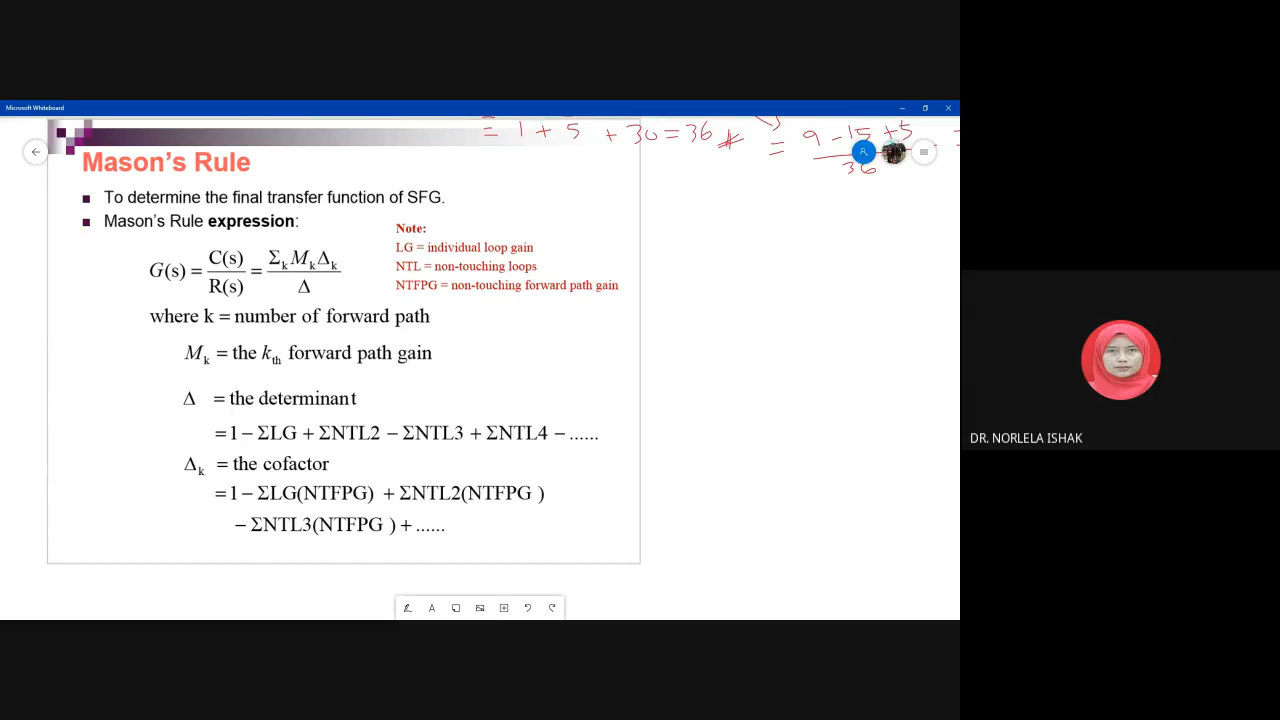 Microsoft Whiteboard
= 1 + 5 + 30 = 36
= 9 - 15 + 5
36
Mason's Rule
To determine the final transfer function of SFG.
Mason's Rule expression:
Note:
LG = individual loop gain
NTL = non-touching loops
NTFPG = non-touching forward path gain
G(s) = C(s)/R(s) = Σₖ Mₖ Δₖ / Δ
where k = number of forward path
Mₖ = the kₜₕ forward path gain
Δ = the determinant
= 1 − ΣLG + ΣNTL2 − ΣNTL3 + ΣNTL4 − ......
Δₖ = the cofactor
= 1 − ΣLG(NTFPG) + ΣNTL2(NTFPG )
− ΣNTL3(NTFPG ) + ......
DR. NORLELA ISHAK